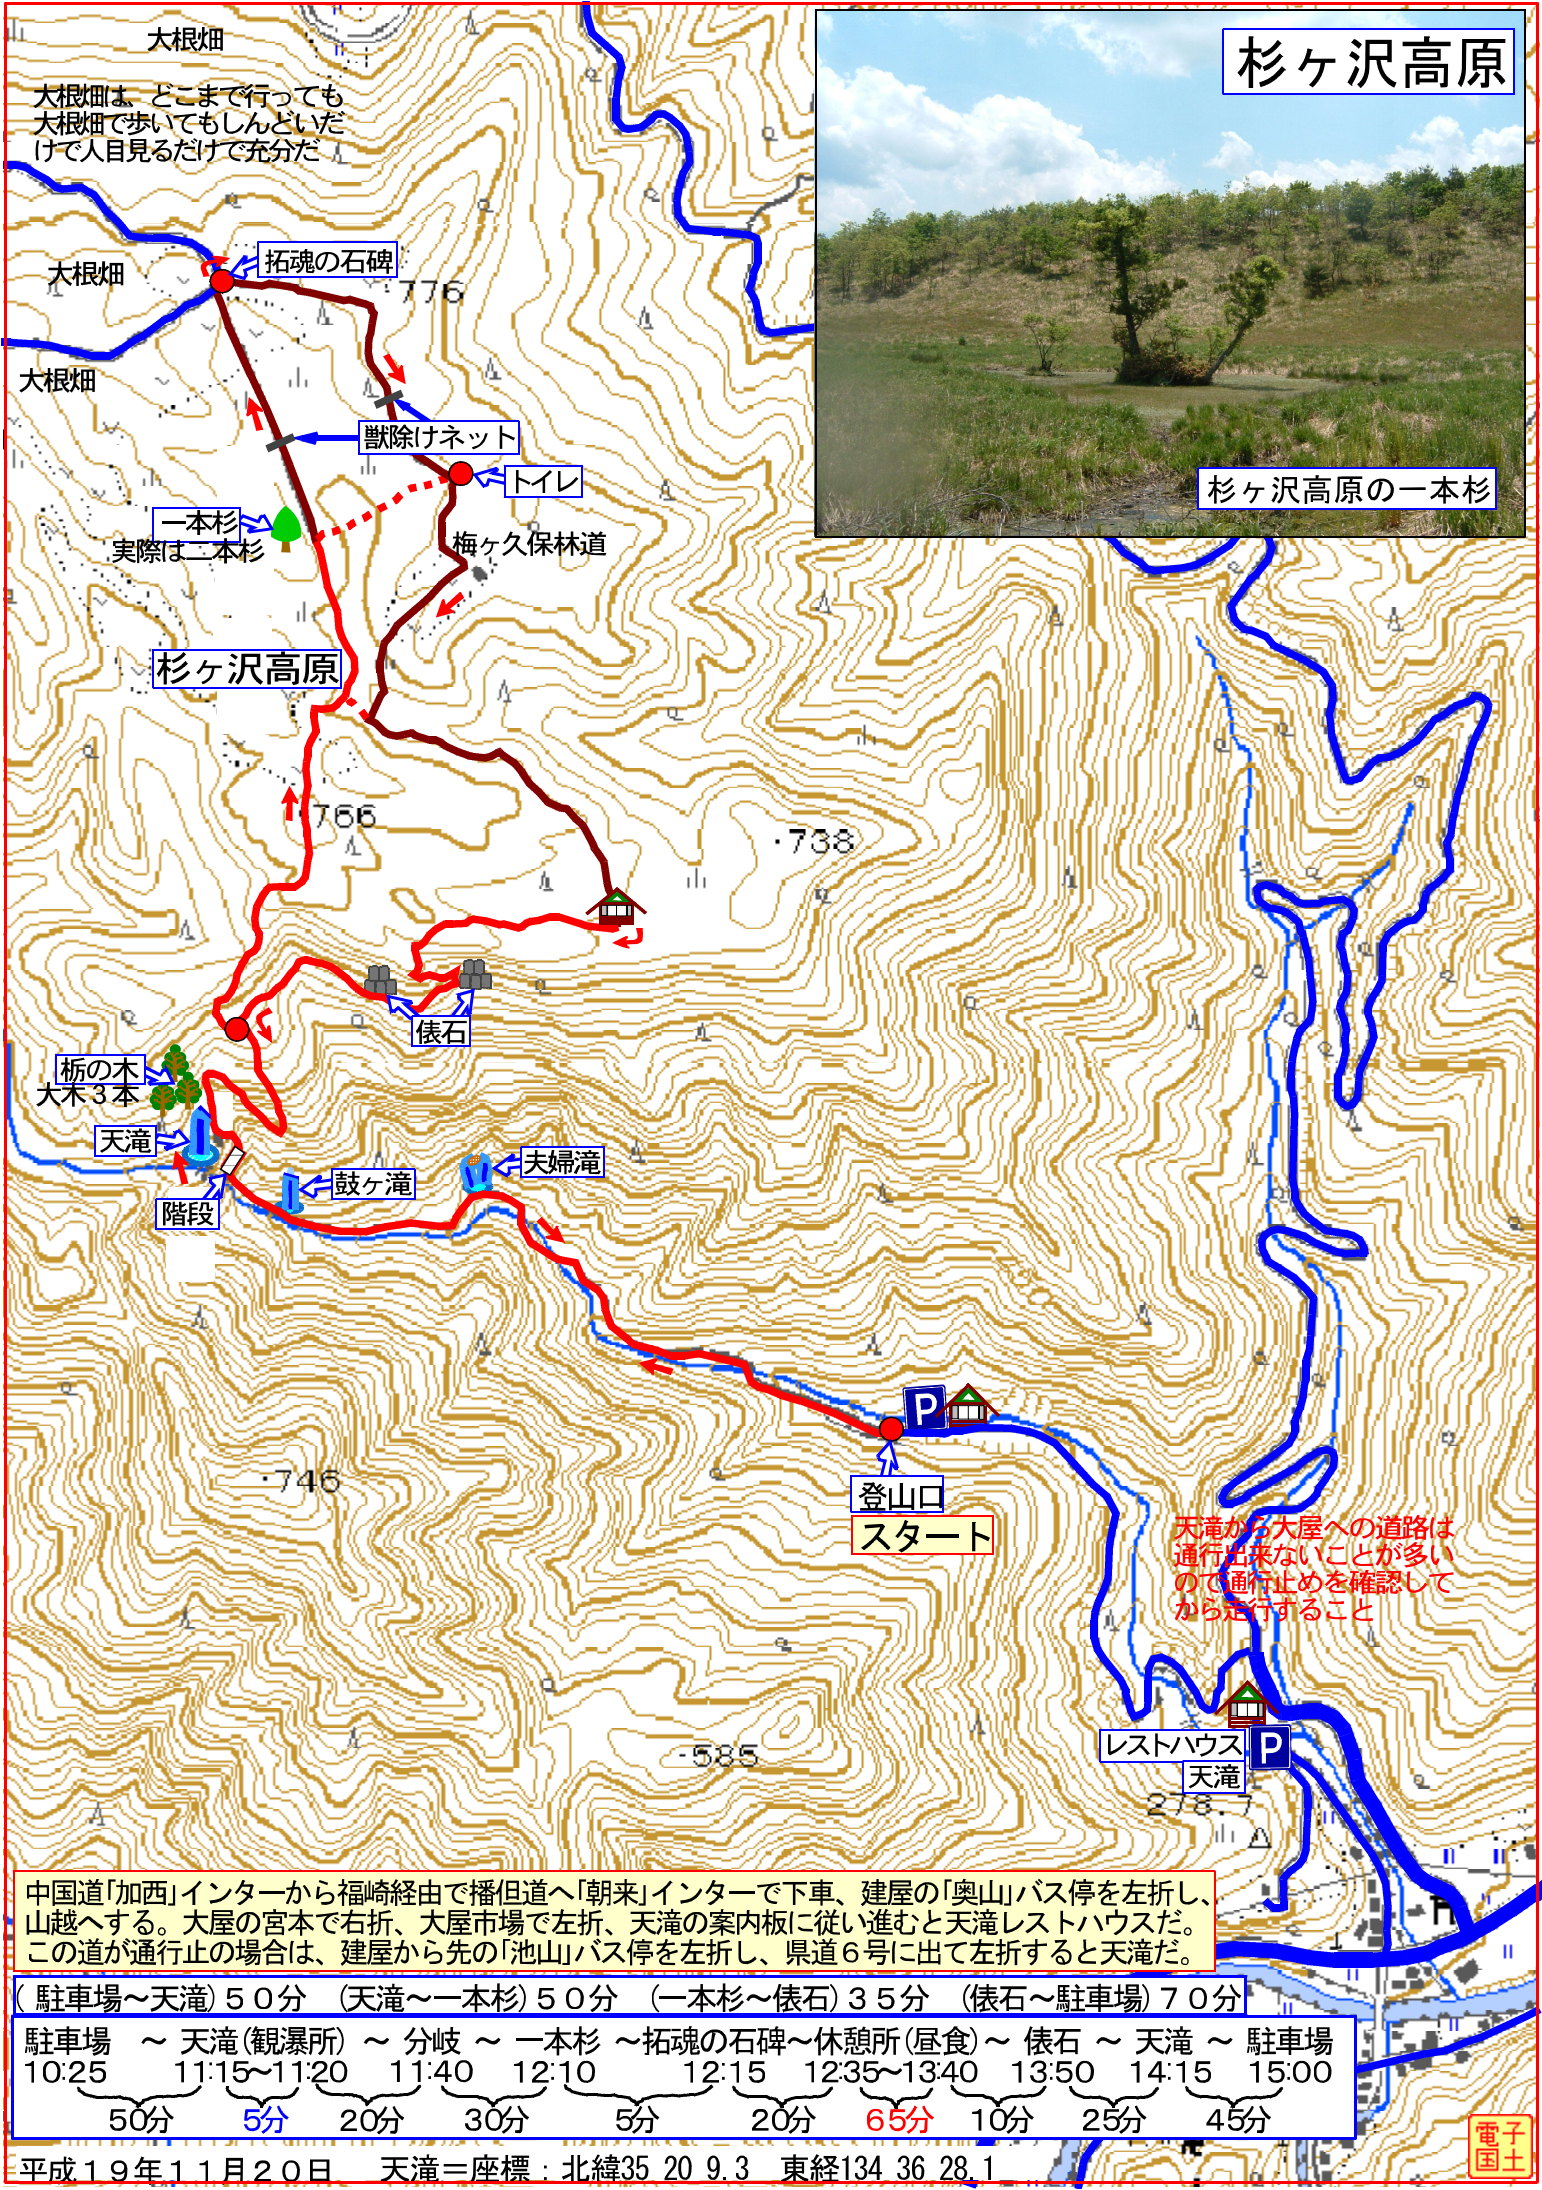 杉ヶ沢高原
大根畑
大根畑は、どこまで行っても
大根畑で歩いてもしんどいだ
けで人目見るだけで充分だ
拓魂の石碑
大根畑
776
大根畑
獣除けネット
トイレ
杉ヶ沢高原の一本杉
一本杉
実際は二本杉
梅ヶ久保林道
杉ヶ沢高原
766
738
俵石
栃の木
大木３本
天滝
夫婦滝
鼓ヶ滝
階段
P
746
登山口
スタート
天滝から大屋への道路は
通行出来ないことが多い
ので通行止めを確認して
から走行すること
レストハウス
P
天滝
585
278.7
中国道「加西」インターから福崎経由で播但道へ「朝来」インターで下車、建屋の「奥山」バス停を左折し、
山越へする。大屋の宮本で右折、大屋市場で左折、天滝の案内板に従い進むと天滝レストハウスだ。
この道が通行止の場合は、建屋から先の「池山」バス停を左折し、県道６号に出て左折すると天滝だ。
(駐車場～天滝)５０分　(天滝～一本杉)５０分　(一本杉～俵石)３５分　(俵石～駐車場)７０分
駐車場　～ 天滝(観瀑所) ～ 分岐 ～ 一本杉 ～拓魂の石碑～休憩所(昼食)～ 俵石 ～ 天滝 ～ 駐車場
10:25　11:15～11:20　11:40　12:10　12:15　12:35～13:40　13:50　14:15　15:00
50分　5分　20分　30分　5分　20分　65分　10分　25分　45分
平成１９年１１月２０日　天滝＝座標：北緯35 20 9.3　東経134 36 28.1
電子
国土